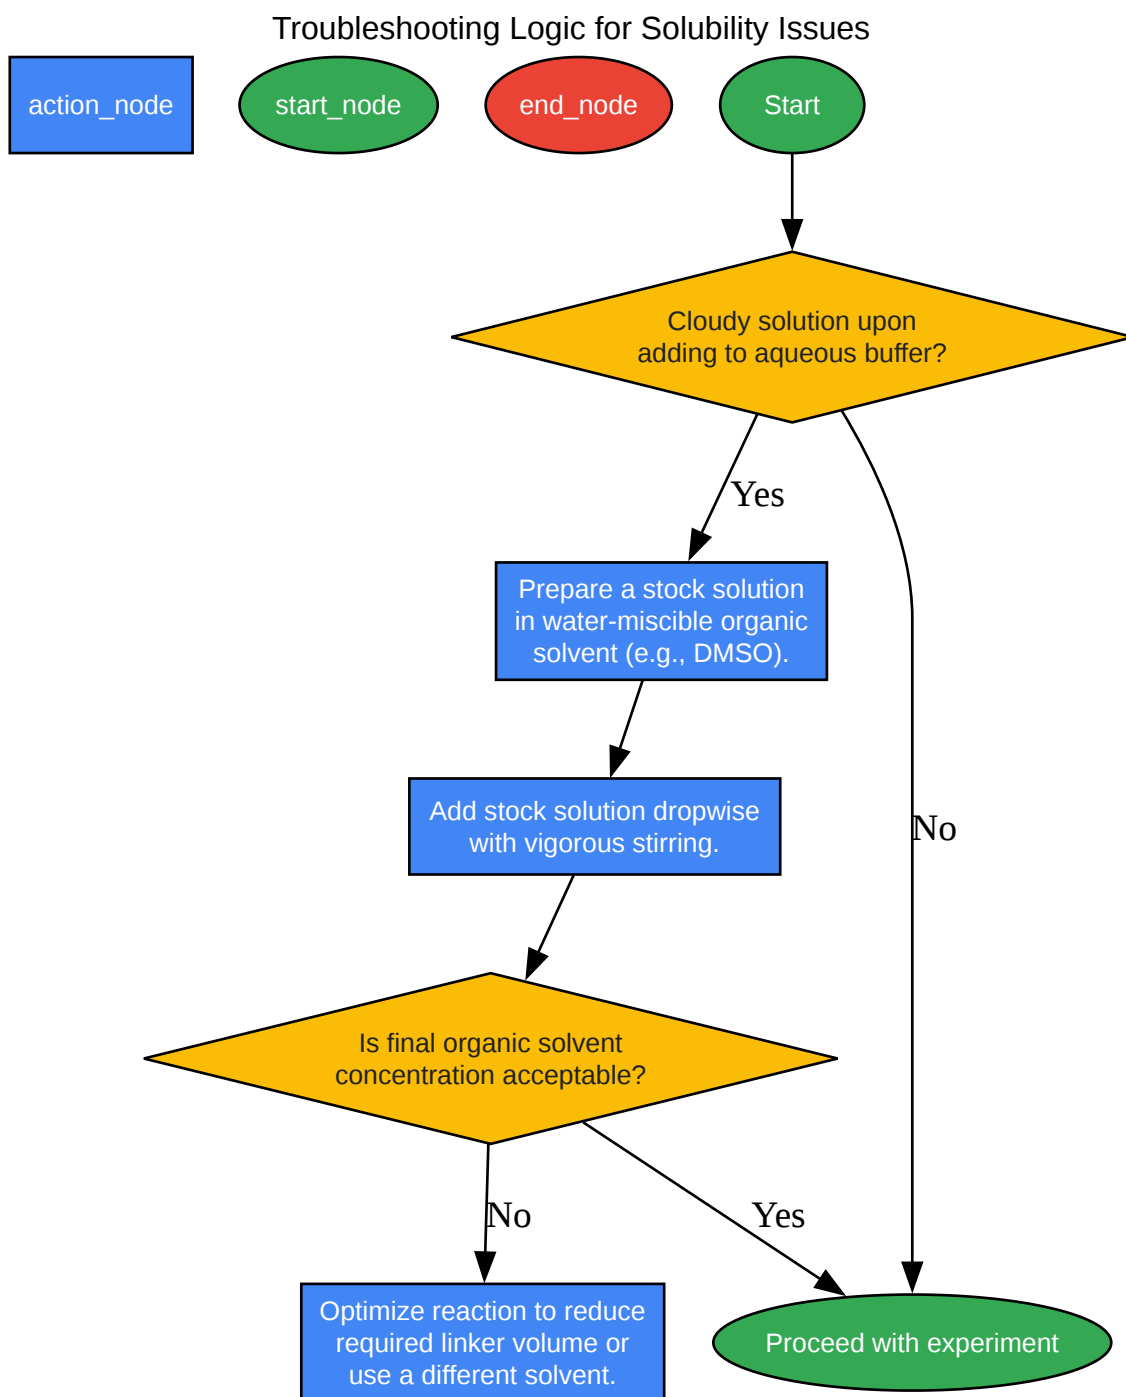 Troubleshooting Logic for Solubility Issues
action_node
start_node
end_node
Start
Cloudy solution upon
adding to aqueous buffer?
Yes
Prepare a stock solution
in water-miscible organic
solvent (e.g., DMSO).
Add stock solution dropwise
with vigorous stirring.
No
Is final organic solvent
concentration acceptable?
No
Yes
Optimize reaction to reduce
required linker volume or
use a different solvent.
Proceed with experiment